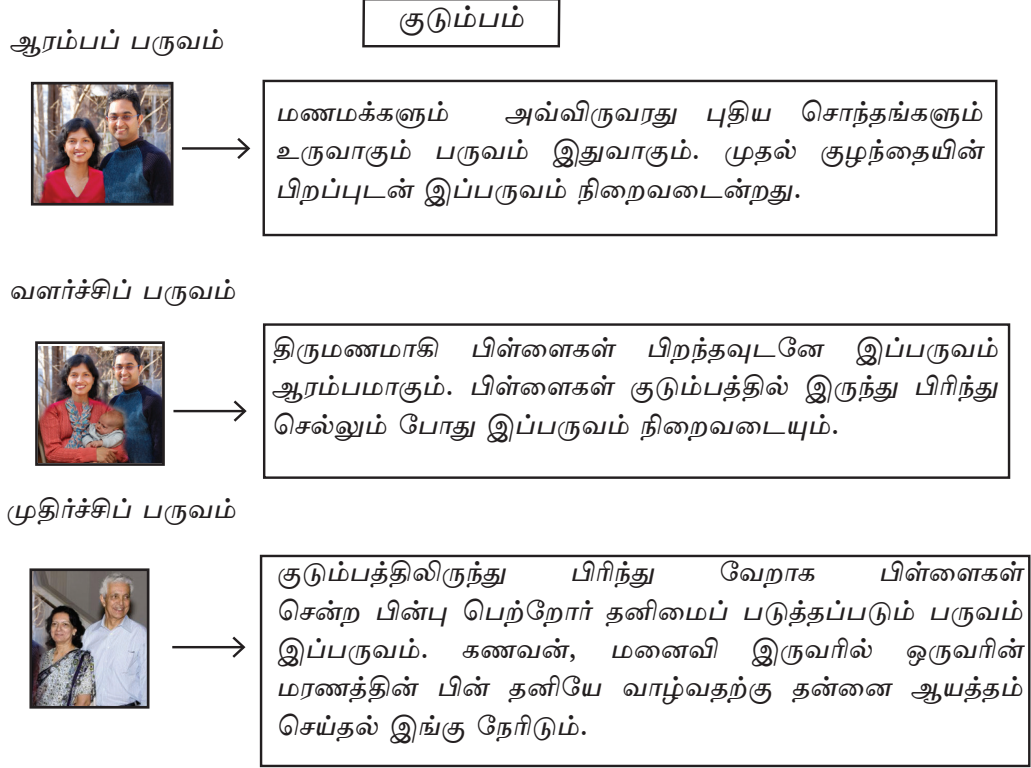 குடும்பம்
ஆரம்பப் பருவம்
மணமக்களும் அவ்விருவரது புதிய சொந்தங்களும்
உருவாகும் பருவம் இதுவாகும். முதல் குழந்தையின்
பிறப்புடன் இப்பருவம் நிறைவடைன்றது.
வளர்ச்சிப் பருவம்
திருமணமாகி பிள்ளைகள் பிறந்தவுடனே இப்பருவம்
ஆரம்பமாகும். பிள்ளைகள் குடும்பத்தில் இருந்து பிரிந்து
செல்லும் போது இப்பருவம் நிறைவடையும்.
முதிர்ச்சிப் பருவம்
குடும்பத்திலிருந்து பிரிந்து வேறாக பிள்ளைகள்
சென்ற பின்பு பெற்றோர் தனிமைப் படுத்தப்படும் பருவம்
இப்பருவம். கணவன், மனைவி இருவரில் ஒருவரின்
மரணத்தின் பின் தனியே வாழ்வதற்கு தன்னை ஆயத்தம்
செய்தல் இங்கு நேரிடும்.